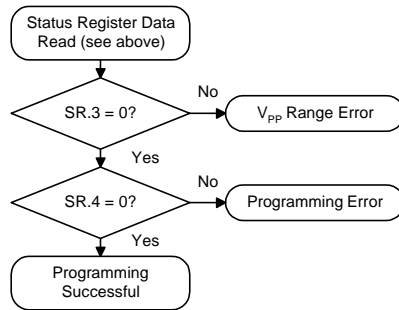 Status Register Data
Read (see above)
SR.3 = 0?
No
V_PP Range Error
Yes
SR.4 = 0?
No
Programming Error
Yes
Programming
Successful